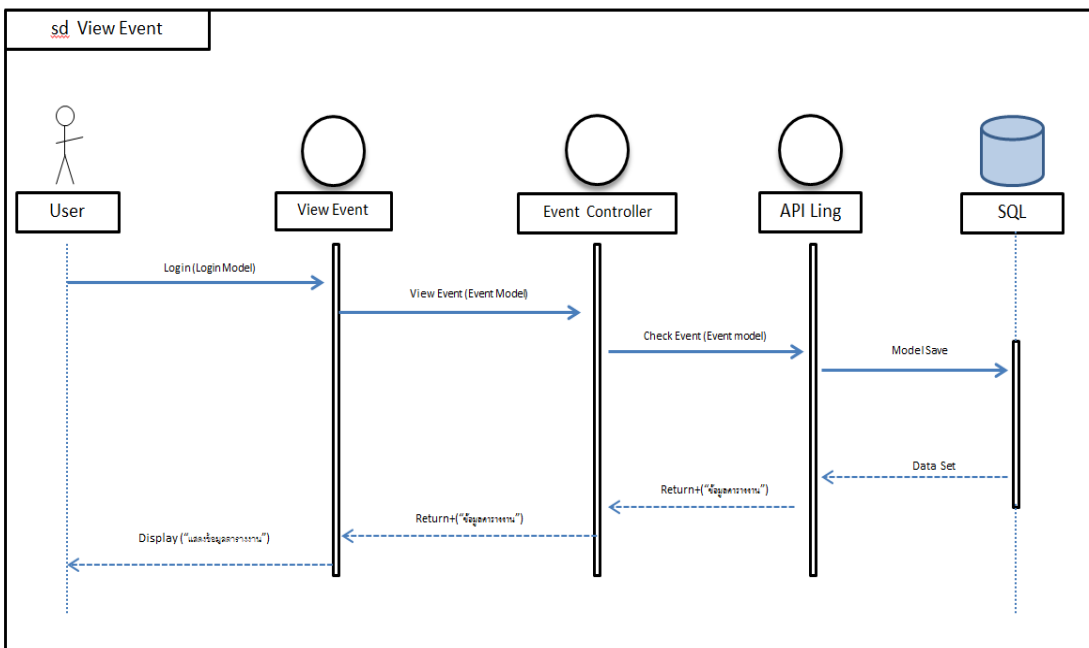 sd View Event
User
View Event
Event Controller
API Ling
SQL
Login (Login Model)
View Event (Event Model)
Check Event (Event model)
Model Save
Data Set
Return+(“ข้อมูลตารางงาน”)
Return+(“ข้อมูลตารางงาน”)
Display (“แสดงข้อมูลตารางงาน”)